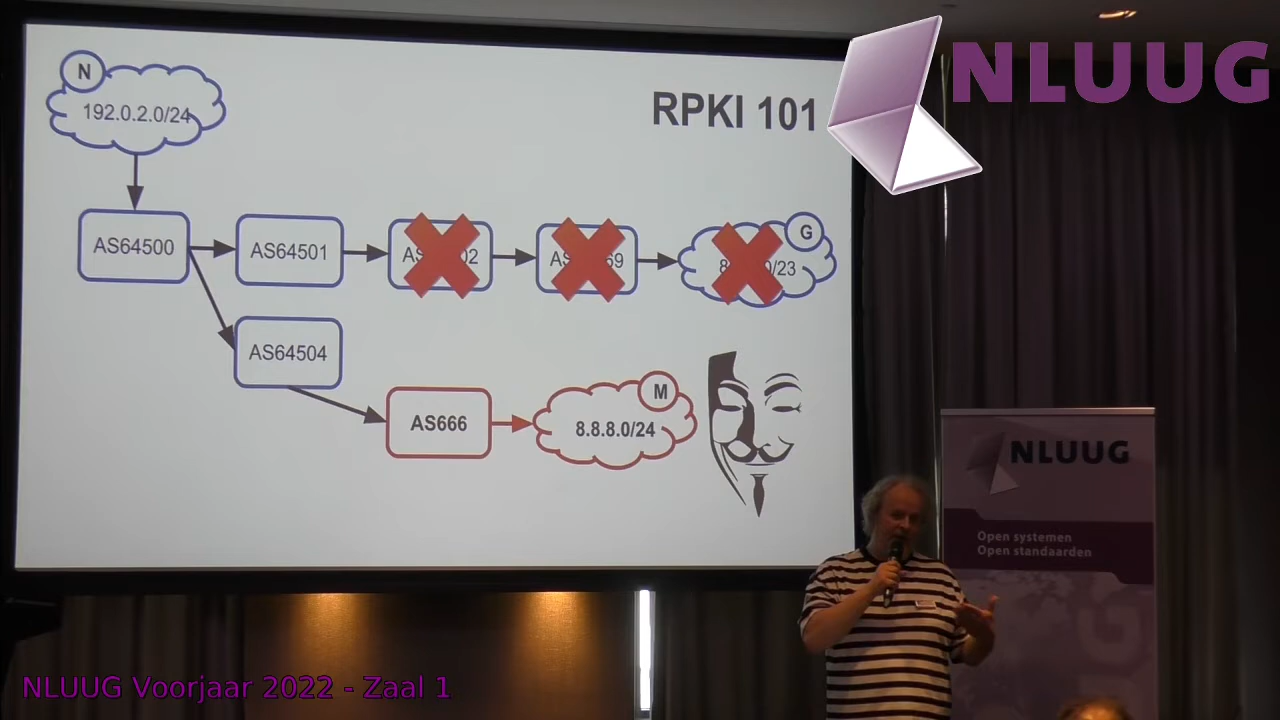 N
192.0.2.0/24
RPKI 101
NLUUG
AS64500
AS64501
G
AS64504
AS666
M
8.8.8.0/24
NLUUG
Open systemen
Open standaarden
NLUUG Voorjaar 2022 - Zaal 1